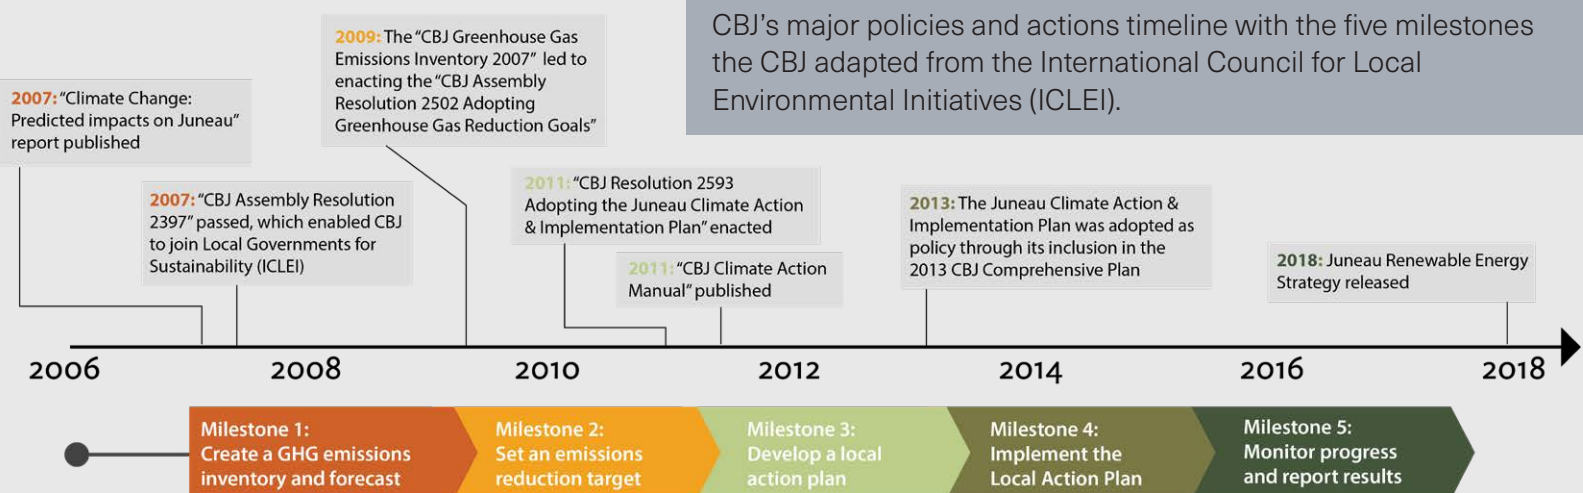 CBJ’s major policies and actions timeline with the five milestones
the CBJ adapted from the International Council for Local
Environmental Initiatives (ICLEI).
2007: “Climate Change:
Predicted impacts on Juneau”
report published
2007: “CBJ Assembly Resolution
2397” passed, which enabled CBJ
to join Local Governments for
Sustainability (ICLEI)
2009: The “CBJ Greenhouse Gas
Emissions Inventory 2007” led to
enacting the “CBJ Assembly
Resolution 2502 Adopting
Greenhouse Gas Reduction Goals”
2011: “CBJ Resolution 2593
Adopting the Juneau Climate Action
& Implementation Plan” enacted
2011: “CBJ Climate Action
Manual” published
2013: The Juneau Climate Action &
Implementation Plan was adopted as
policy through its inclusion in the
2013 CBJ Comprehensive Plan
2018: Juneau Renewable Energy
Strategy released
2006 2008 2010 2012 2014 2016 2018
Milestone 1:
Create a GHG emissions
inventory and forecast
Milestone 2:
Set an emissions
reduction target
Milestone 3:
Develop a local
action plan
Milestone 4:
Implement the
Local Action Plan
Milestone 5:
Monitor progress
and report results